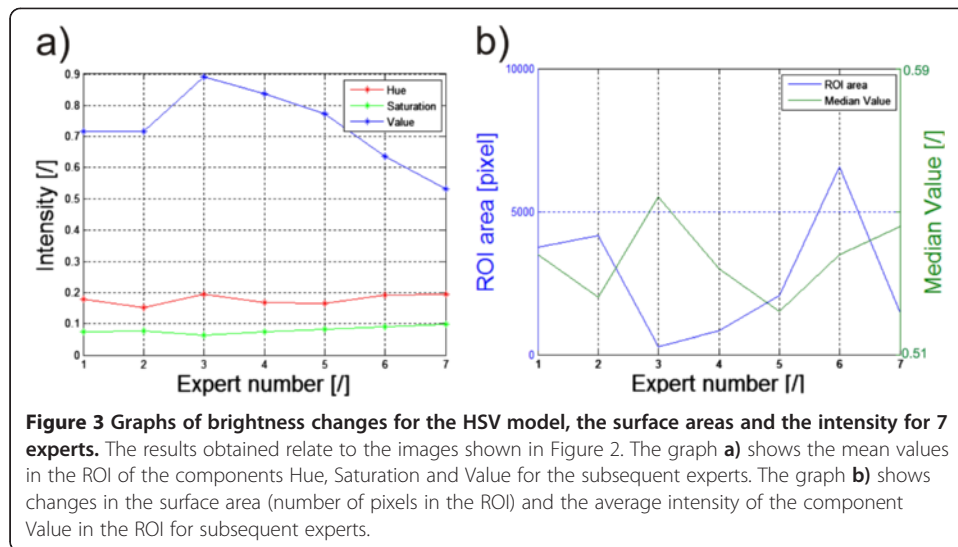 a)
0.9
0.8
0.7
0.6
0.5
0.4
0.3
0.2
0.1
0
Intensity [/]
Hue
Saturation
Value
1 2 3 4 5 6 7
Expert number [/]
b)
10000
5000
0
ROI area [pixel]
ROI area
Median Value
0.59
0.51
Median Value [/]
1 2 3 4 5 6 7
Expert number [/]
Figure 3 Graphs of brightness changes for the HSV model, the surface areas and the intensity for 7
experts. The results obtained relate to the images shown in Figure 2. The graph a) shows the mean values
in the ROI of the components Hue, Saturation and Value for the subsequent experts. The graph b) shows
changes in the surface area (number of pixels in the ROI) and the average intensity of the component
Value in the ROI for subsequent experts.